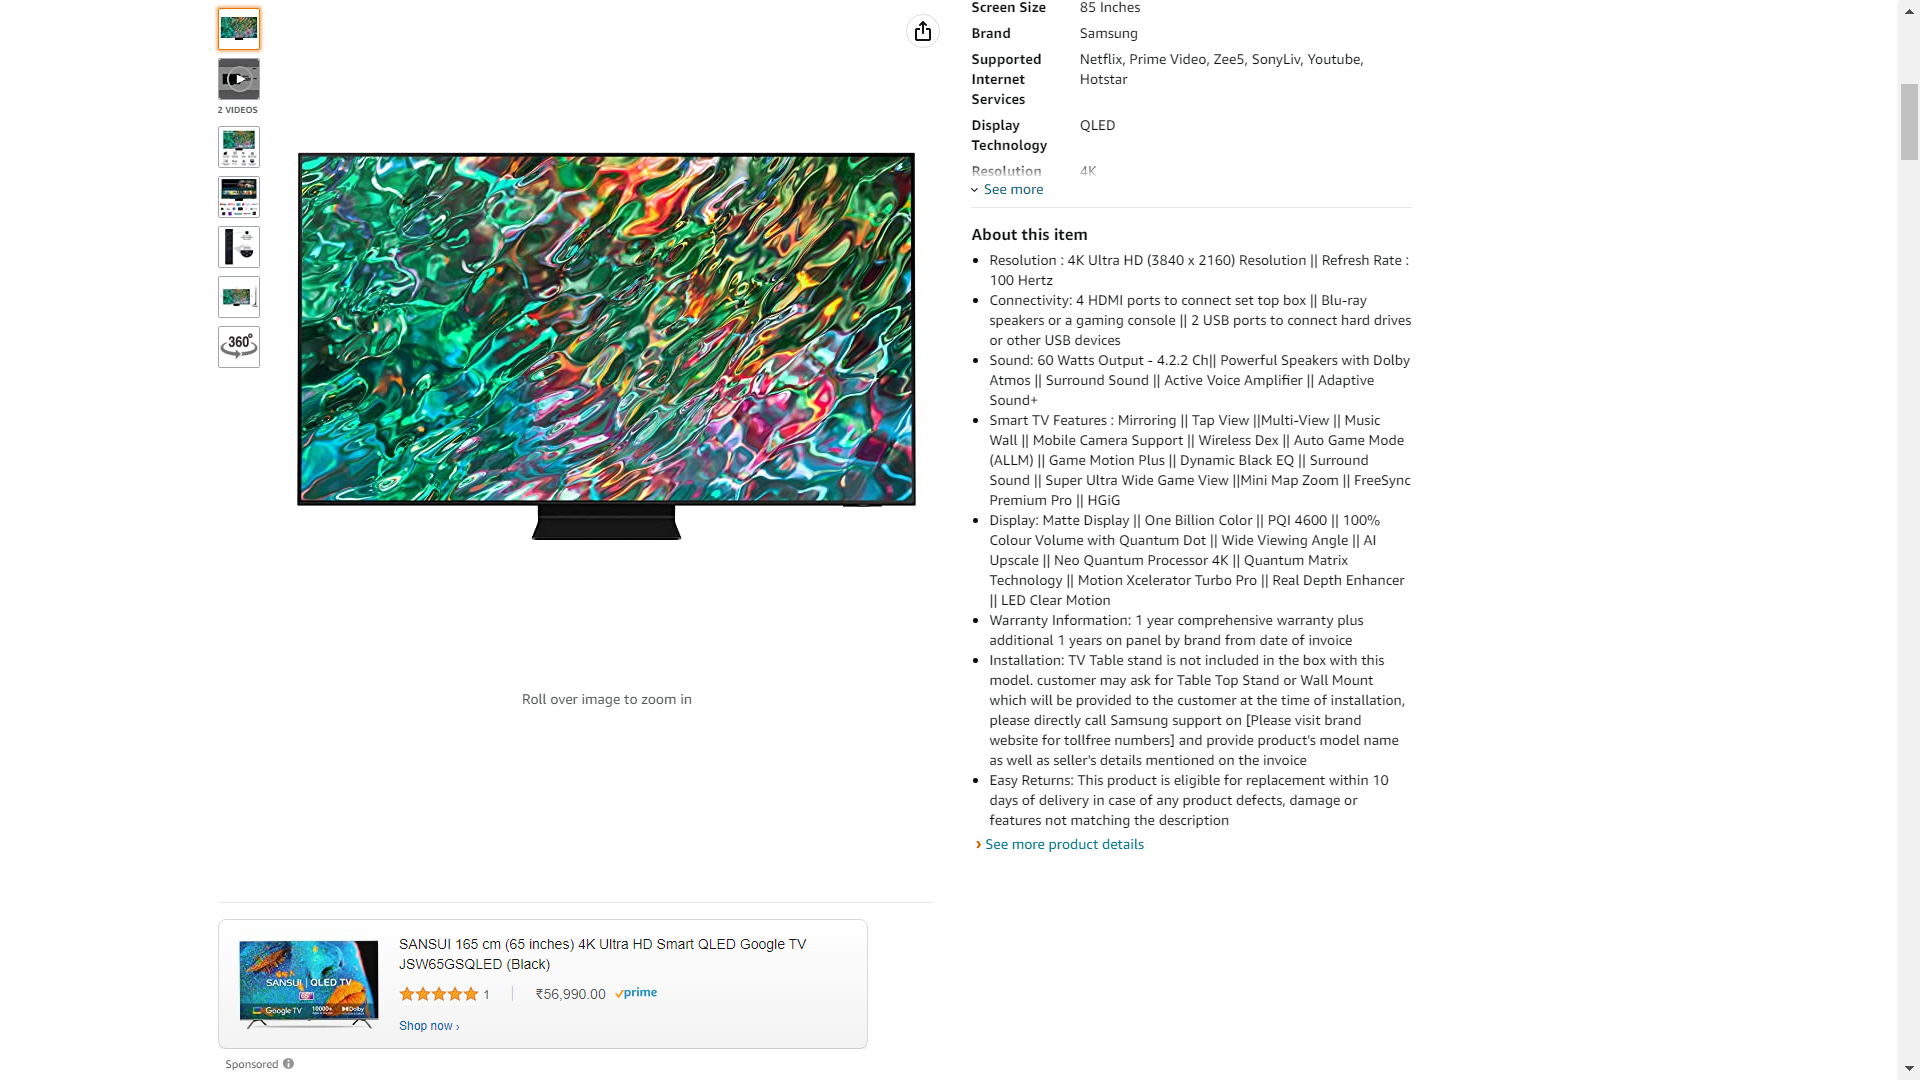 2 VIDEOS
360°
Roll over image to zoom in
Screen Size 85 Inches
Brand Samsung
Supported Internet Services Netflix, Prime Video, Zee5, SonyLiv, Youtube, Hotstar
Display Technology QLED
Resolution 4K
See more
About this item
Resolution : 4K Ultra HD (3840 x 2160) Resolution || Refresh Rate :
100 Hertz
Connectivity: 4 HDMI ports to connect set top box || Blu-ray
speakers or a gaming console || 2 USB ports to connect hard drives
or other USB devices
Sound: 60 Watts Output - 4.2.2 Ch|| Powerful Speakers with Dolby
Atmos || Surround Sound || Active Voice Amplifier || Adaptive
Sound+
Smart TV Features : Mirroring || Tap View ||Multi-View || Music
Wall || Mobile Camera Support || Wireless Dex || Auto Game Mode
(ALLM) || Game Motion Plus || Dynamic Black EQ || Surround
Sound || Super Ultra Wide Game View ||Mini Map Zoom || FreeSync
Premium Pro || HGiG
Display: Matte Display || One Billion Color || PQI 4600 || 100%
Colour Volume with Quantum Dot || Wide Viewing Angle || AI
Upscale || Neo Quantum Processor 4K || Quantum Matrix
Technology || Motion Xcelerator Turbo Pro || Real Depth Enhancer
|| LED Clear Motion
Warranty Information: 1 year comprehensive warranty plus
additional 1 years on panel by brand from date of invoice
Installation: TV Table stand is not included in the box with this
model. customer may ask for Table Top Stand or Wall Mount
which will be provided to the customer at the time of installation,
please directly call Samsung support on [Please visit brand
website for tollfree numbers] and provide product's model name
as well as seller's details mentioned on the invoice
Easy Returns: This product is eligible for replacement within 10
days of delivery in case of any product defects, damage or
features not matching the description
› See more product details
SANSUI | QLED TV
Google TV 10000+ Dolby
SANSUI 165 cm (65 inches) 4K Ultra HD Smart QLED Google TV
JSW65GSQLED (Black)
1 | ₹56,990.00 prime
Shop now ›
Sponsored